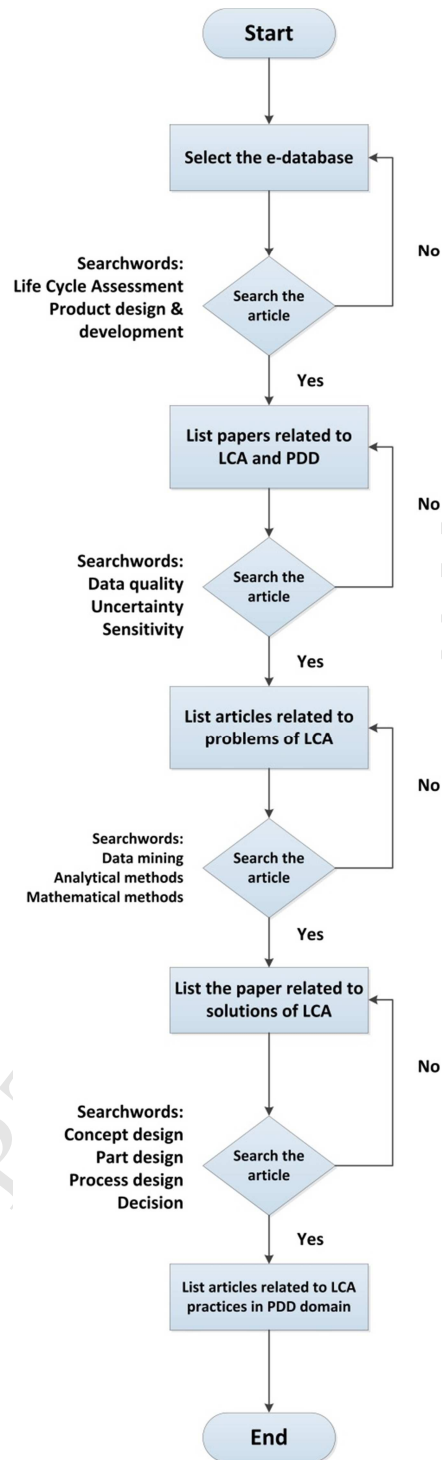 Start
Select the e-database
No
Searchwords:
Life Cycle Assessment
Product design &
development
Search the
article
Yes
List papers related to
LCA and PDD
No
Searchwords:
Data quality
Uncertainty
Sensitivity
Search the
article
Yes
List articles related to
problems of LCA
No
Searchwords:
Data mining
Analytical methods
Mathematical methods
Search the
article
Yes
List the paper related to
solutions of LCA
No
Searchwords:
Concept design
Part design
Process design
Decision
Search the
article
Yes
List articles related to LCA
practices in PDD domain
End